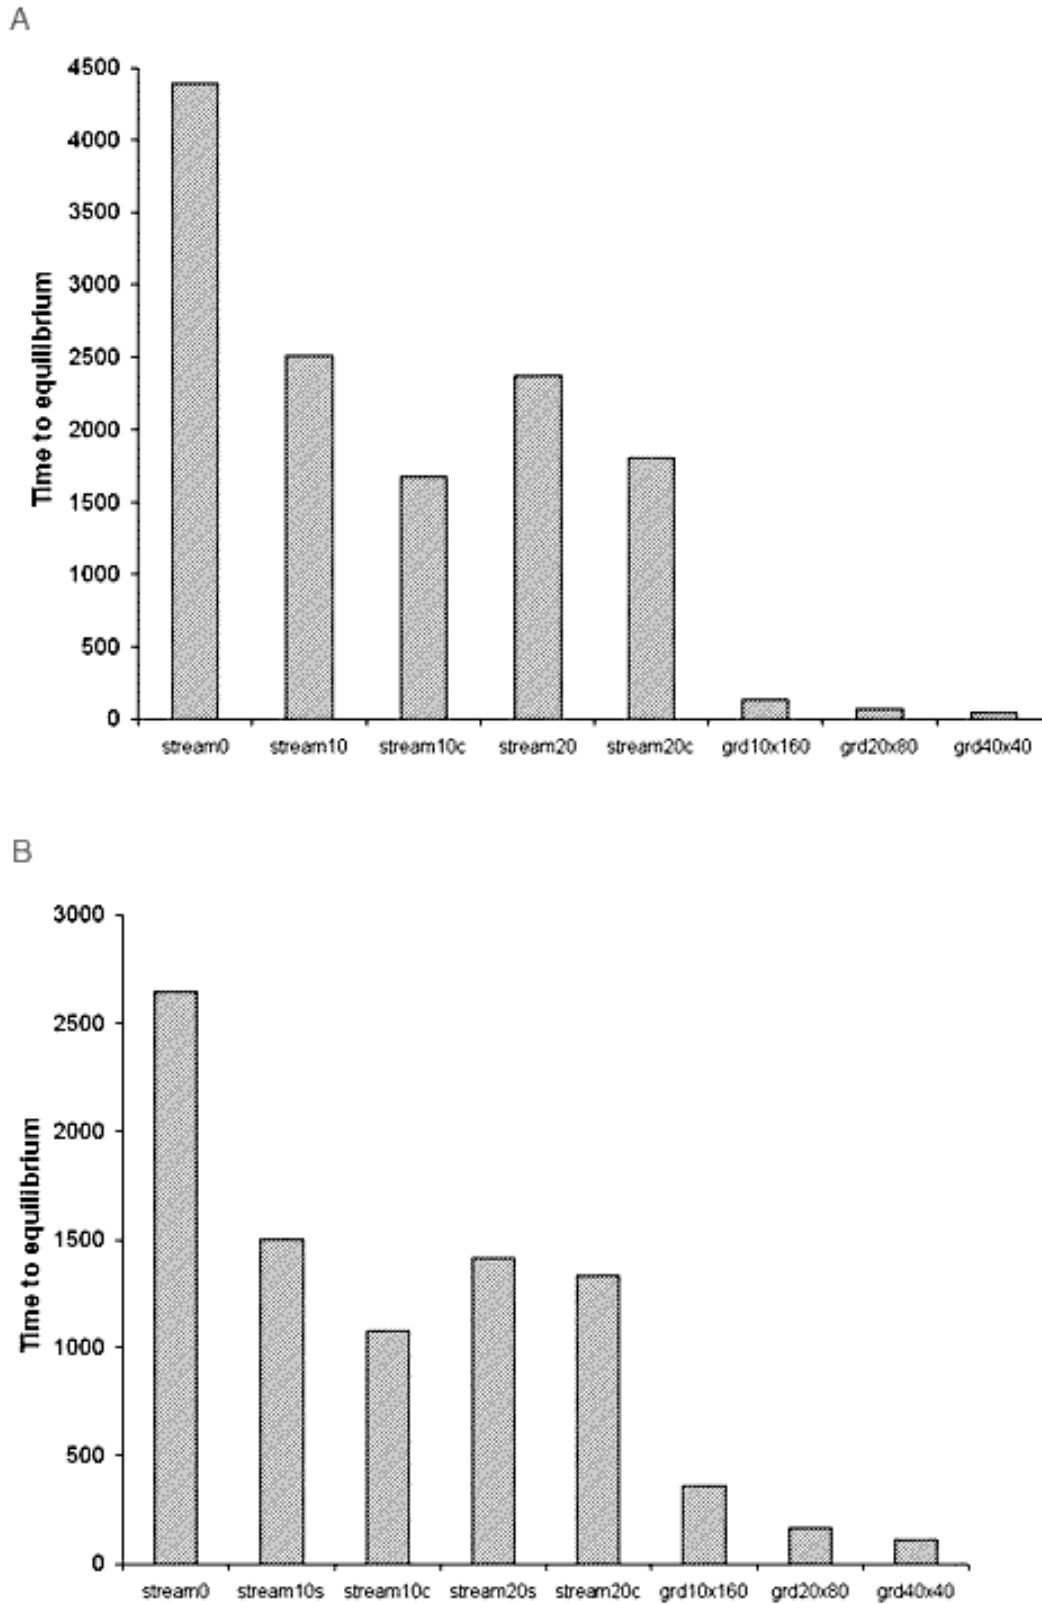 A
4500
4000
3500
3000
2500
2000
1500
1000
500
0
Time to equilibrium
stream0 stream10 stream10c stream20 stream20c grd10x160 grd20x80 grd40x40
B
3000
2500
2000
1500
1000
500
0
Time to equilibrium
stream0 stream10s stream10c stream20s stream20c grd10x160 grd20x80 grd40x40